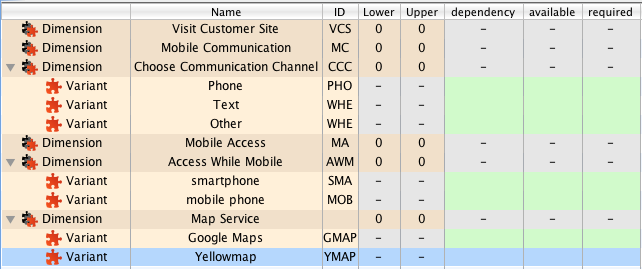 Name ID Lower Upper dependency available required
Dimension Visit Customer Site VCS 0 0 – – –
Dimension Mobile Communication MC 0 0 – – –
Dimension Choose Communication Channel CCC 0 0 – – –
Variant Phone PHO – –
Variant Text WHE – –
Variant Other WHE – –
Dimension Mobile Access MA 0 0 – – –
Dimension Access While Mobile AWM 0 0 – – –
Variant smartphone SMA – –
Variant mobile phone MOB – –
Dimension Map Service 0 0 – – –
Variant Google Maps GMAP – –
Variant Yellowmap YMAP – –